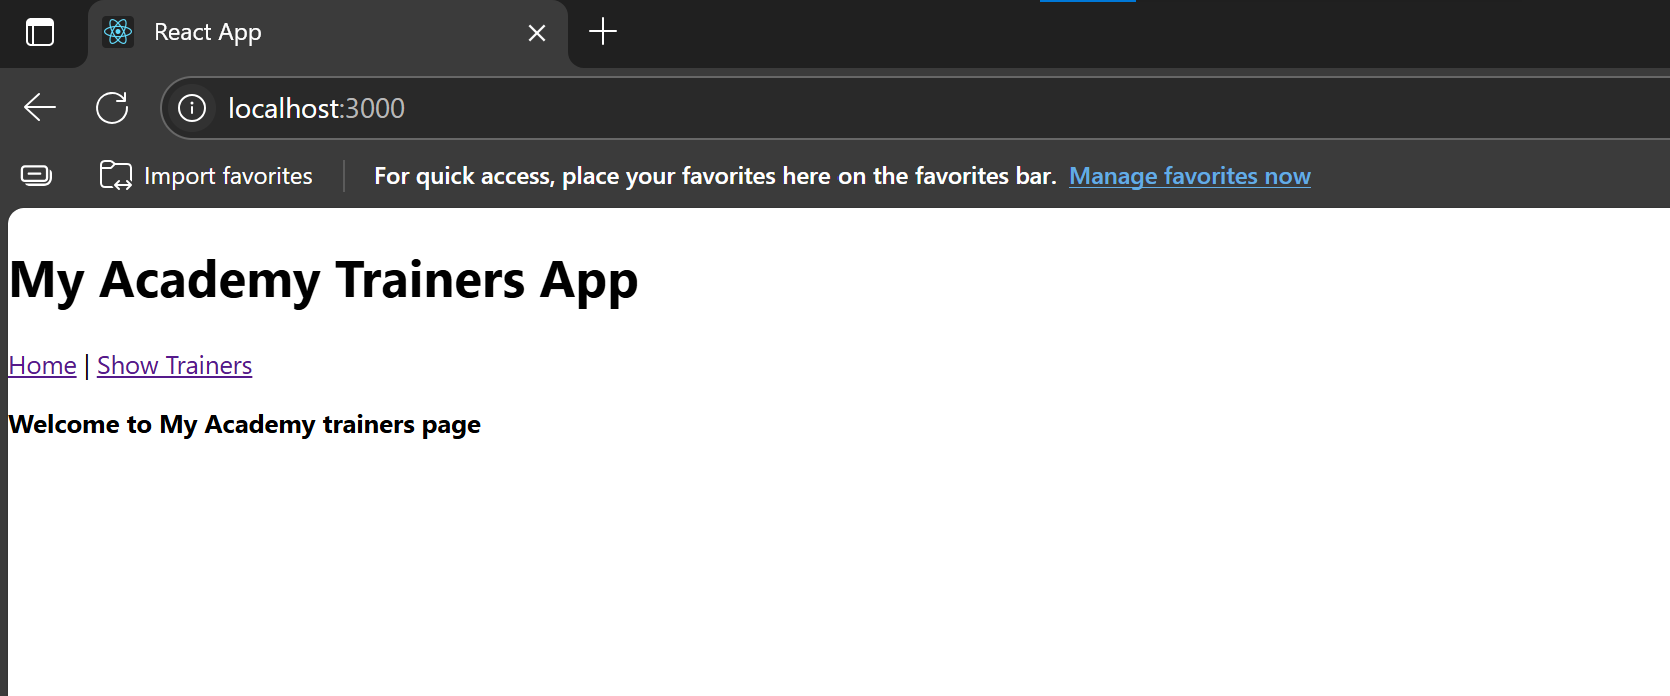 React App
localhost:3000
Import favorites For quick access, place your favorites here on the favorites bar. Manage favorites now
My Academy Trainers App
Home | Show Trainers
Welcome to My Academy trainers page